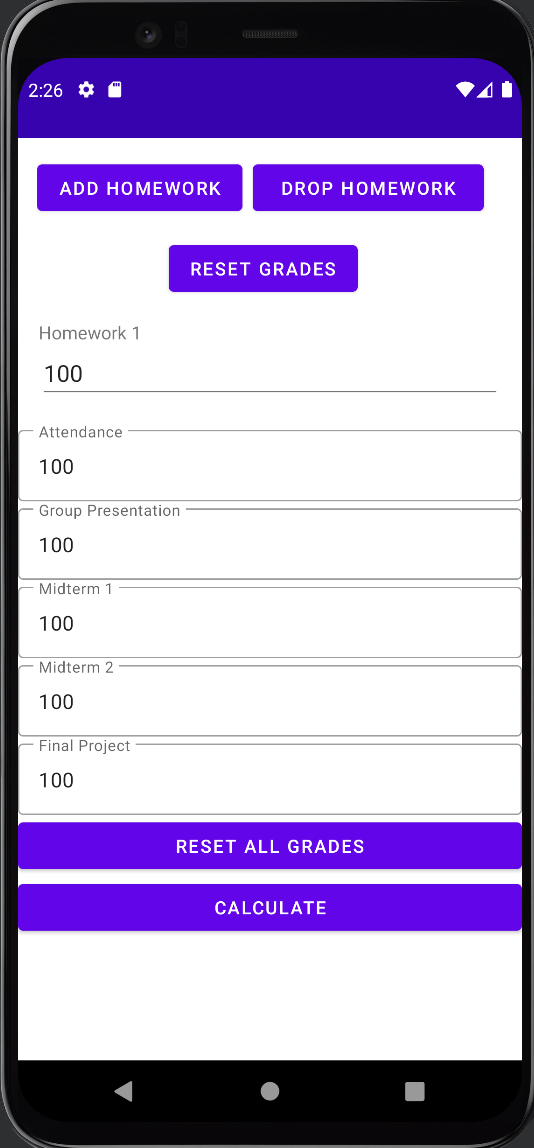 2:26
ADD HOMEWORK DROP HOMEWORK
RESET GRADES
Homework 1
100
Attendance
100
Group Presentation
100
Midterm 1
100
Midterm 2
100
Final Project
100
RESET ALL GRADES
CALCULATE